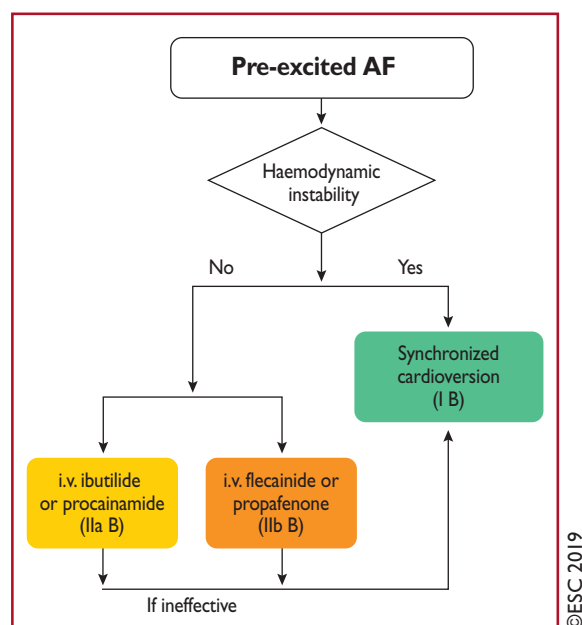 Pre-excited AF
Haemodynamic
instability
No
Yes
Synchronized
cardioversion
(I B)
i.v. ibutilide
or procainamide
(IIa B)
i.v. flecainide or
propafenone
(IIb B)
If ineffective
©ESC 2019